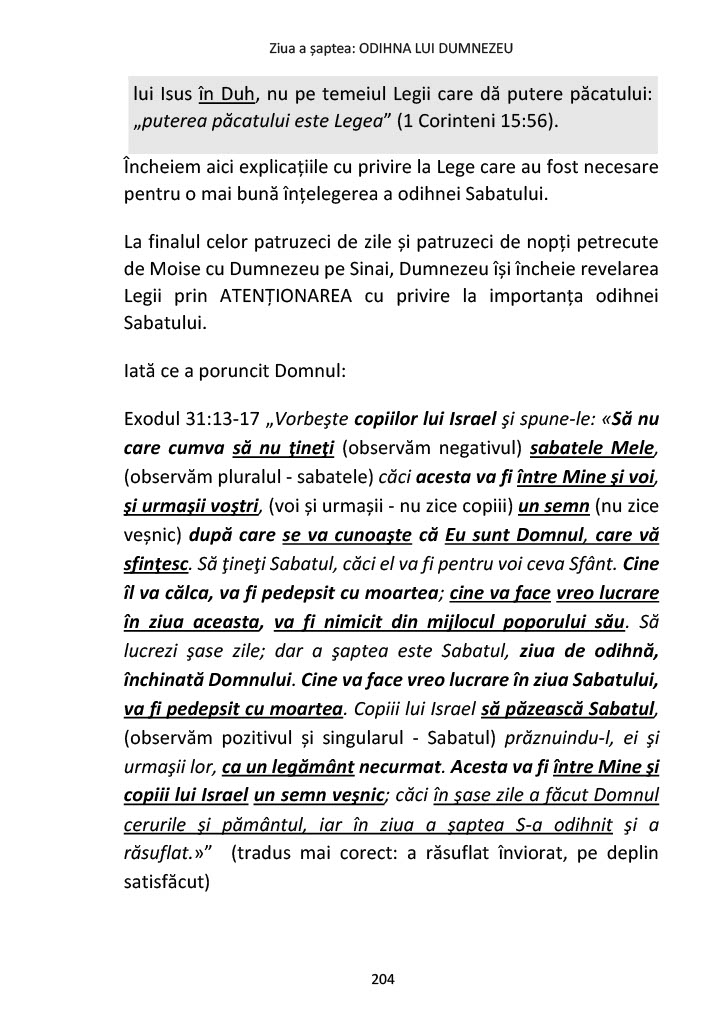 Ziua a șaptea: ODIHNA LUI DUMNEZEU
lui Isus în Duh, nu pe temeiul Legii care dă putere păcatului:
„puterea păcatului este Legea” (1 Corinteni 15:56).
Încheiem aici explicațiile cu privire la Lege care au fost necesare
pentru o mai bună înțelegerea a odihnei Sabatului.
La finalul celor patruzeci de zile și patruzeci de nopți petrecute
de Moise cu Dumnezeu pe Sinai, Dumnezeu își încheie revelarea
Legii prin ATENȚIONAREA cu privire la importanța odihnei
Sabatului.
Iată ce a poruncit Domnul:
Exodul 31:13-17 „Vorbeşte copiilor lui Israel şi spune-le: «Să nu
care cumva să nu ţineţi (observăm negativul) sabatele Mele,
(observăm pluralul - sabatele) căci acesta va fi între Mine şi voi,
şi urmaşii voştri, (voi și urmașii - nu zice copiii) un semn (nu zice
veșnic) după care se va cunoaşte că Eu sunt Domnul, care vă
sfinţesc. Să ţineţi Sabatul, căci el va fi pentru voi ceva Sfânt. Cine
îl va călca, va fi pedepsit cu moartea; cine va face vreo lucrare
în ziua aceasta, va fi nimicit din mijlocul poporului său. Să
lucrezi şase zile; dar a şaptea este Sabatul, ziua de odihnă,
închinată Domnului. Cine va face vreo lucrare în ziua Sabatului,
va fi pedepsit cu moartea. Copiii lui Israel să păzească Sabatul,
(observăm pozitivul și singularul - Sabatul) prăznuindu-l, ei şi
urmaşii lor, ca un legământ necurmat. Acesta va fi între Mine şi
copiii lui Israel un semn veşnic; căci în şase zile a făcut Domnul
cerurile şi pământul, iar în ziua a şaptea S-a odihnit şi a
răsuflat.»” (tradus mai corect: a răsuflat înviorat, pe deplin
satisfăcut)
204